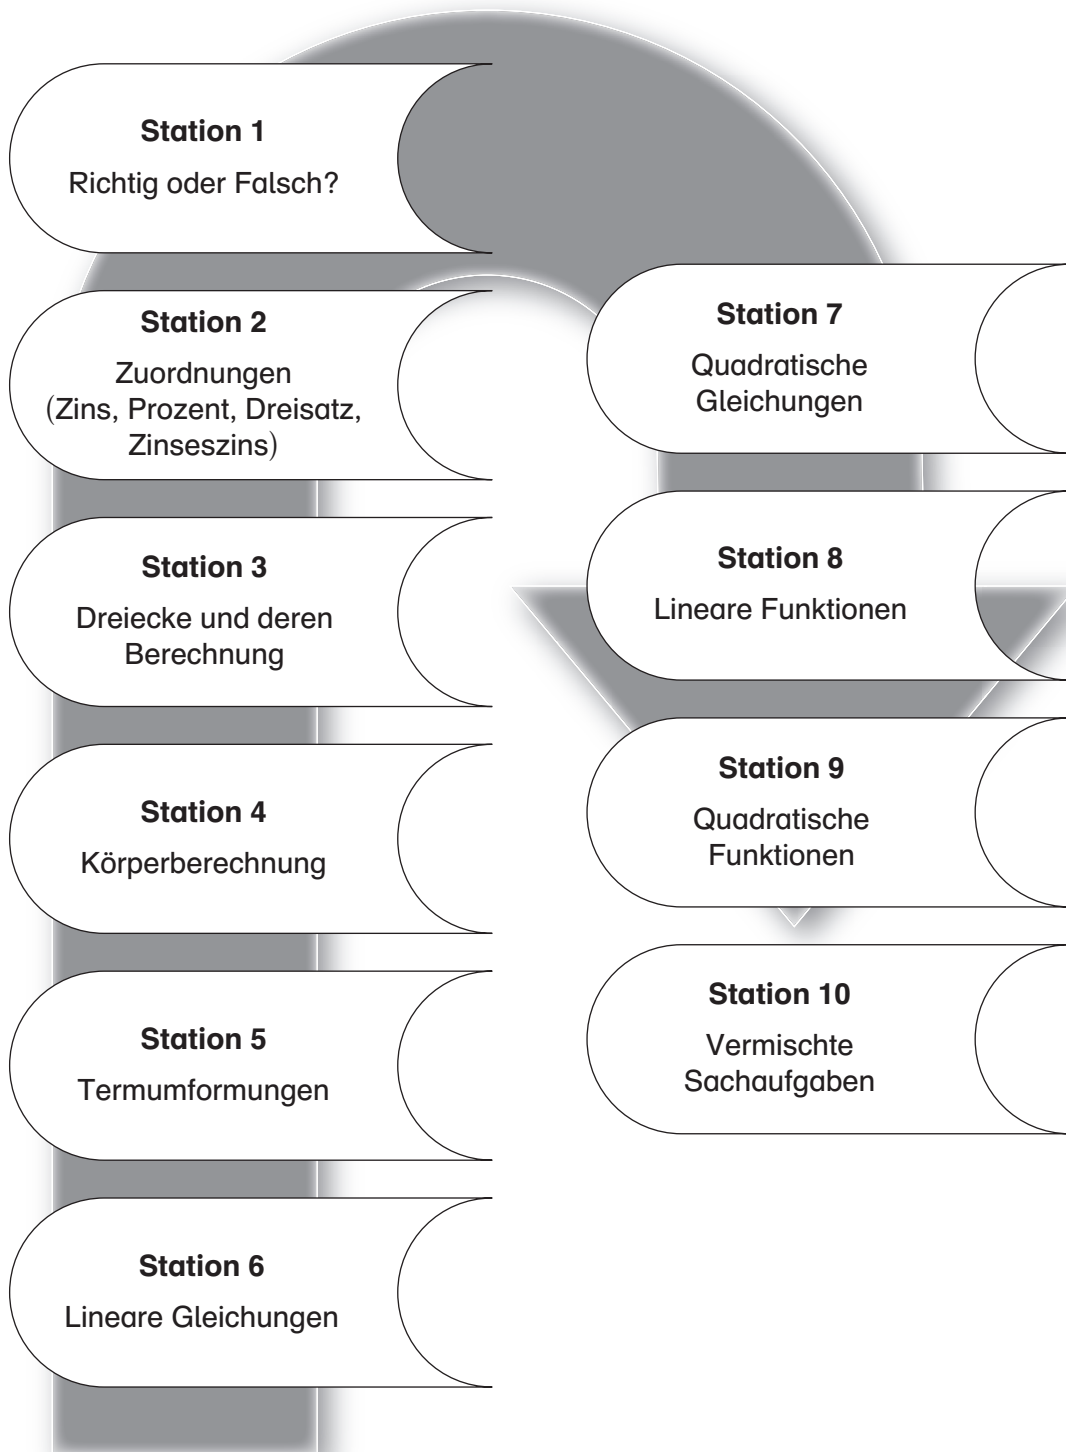 Station 1
Richtig oder Falsch?
Station 2
Zuordnungen
(Zins, Prozent, Dreisatz,
Zinseszins)
Station 3
Dreiecke und deren
Berechnung
Station 4
Körperberechnung
Station 5
Termumformungen
Station 6
Lineare Gleichungen
Station 7
Quadratische
Gleichungen
Station 8
Lineare Funktionen
Station 9
Quadratische
Funktionen
Station 10
Vermischte
Sachaufgaben